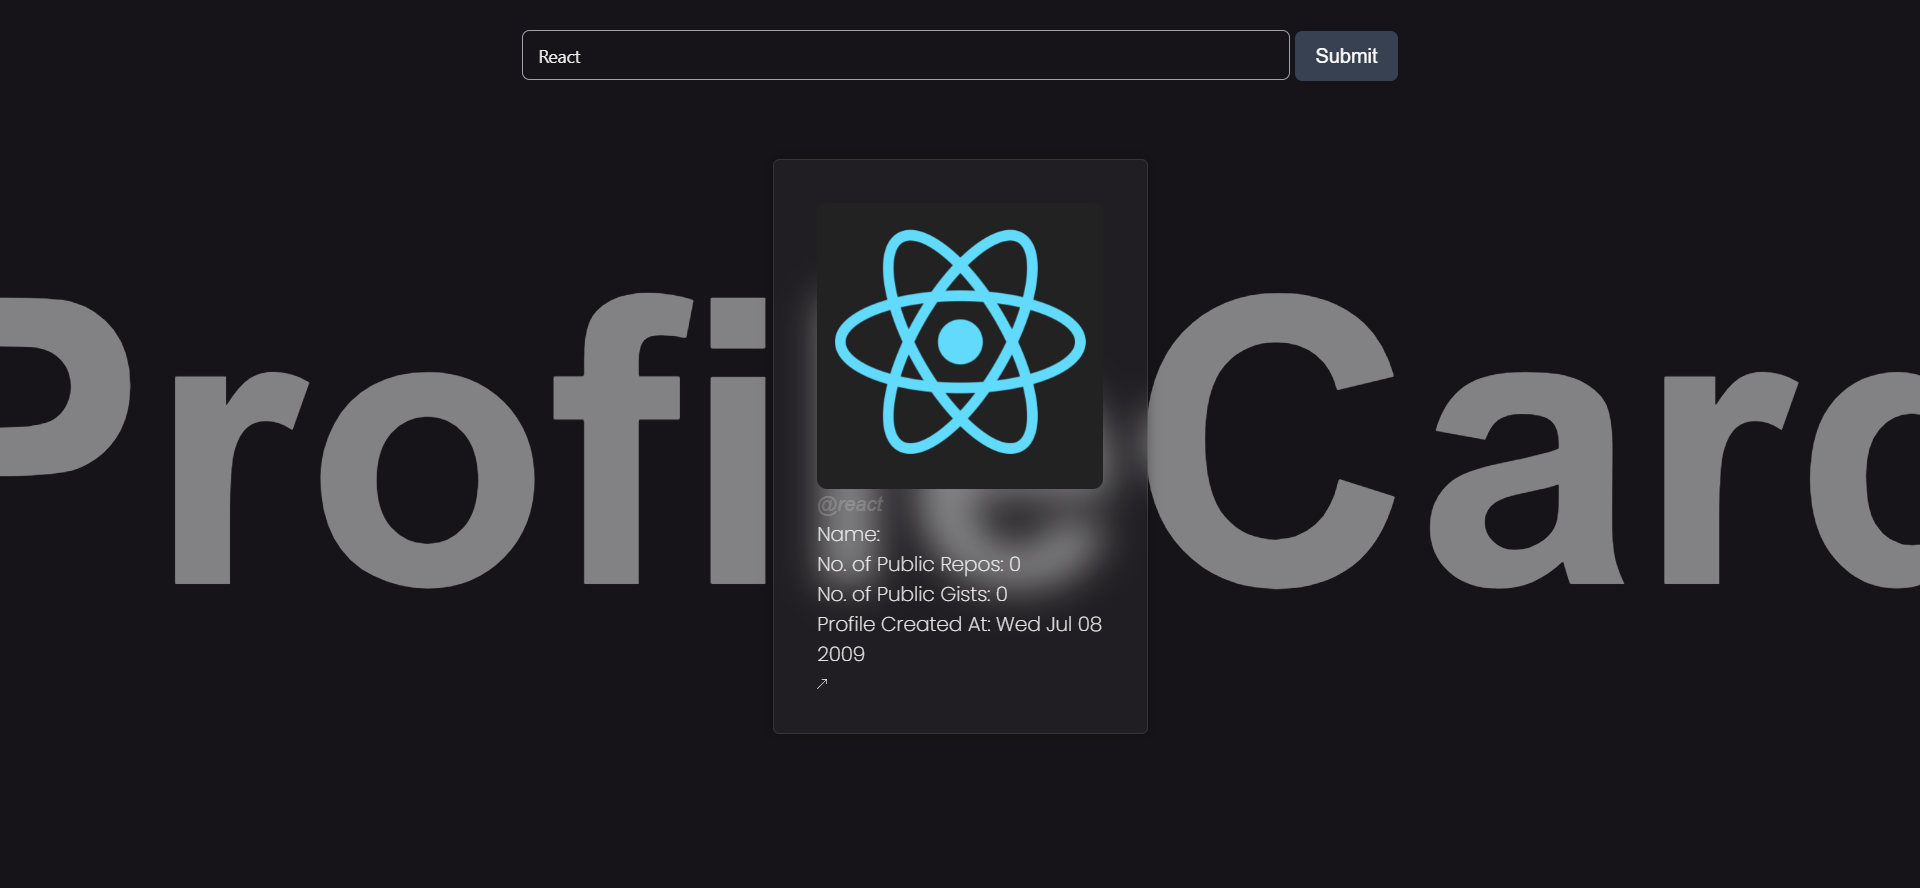 React
Submit
Profile Card
@react
Name:
No. of Public Repos: 0
No. of Public Gists: 0
Profile Created At: Wed Jul 08
2009
↗